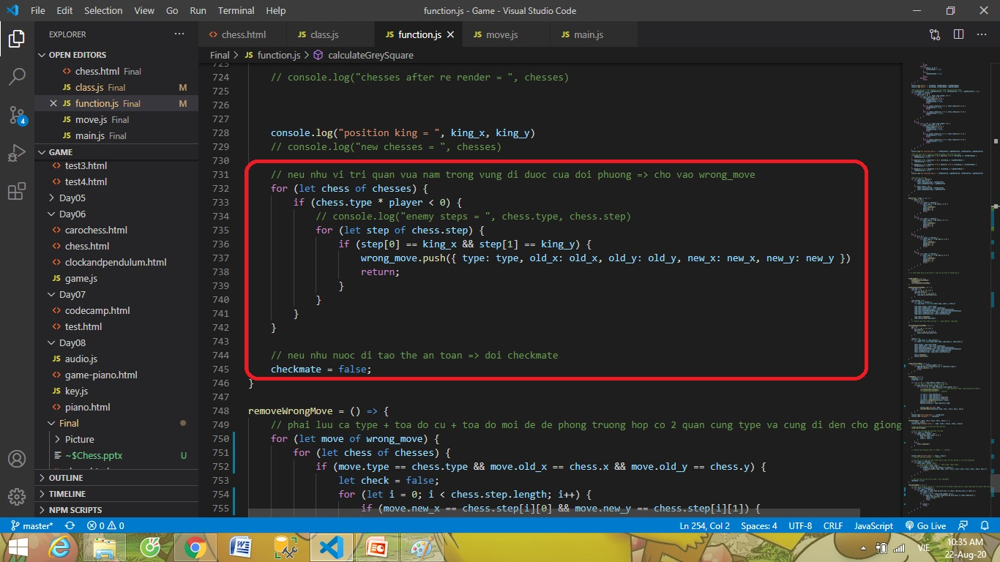 File Edit Selection View Go Run Terminal Help function.js - Game - Visual Studio Code
EXPLORER
OPEN EDITORS
chess.html Final
JS class.js Final M
JS function.js Final M
JS move.js Final
JS main.js Final
GAME
test3.html
test4.html
Day05
Day06
carochess.html
chess.html
clockandpendulum.html
JS game.js
Day07
codecamp.html
test.html
Day08
JS audio.js
game-piano.html
JS key.js
piano.html
Final
Picture
~$Chess.pptx U
OUTLINE
TIMELINE
NPM SCRIPTS
4
chess.html JS class.js JS function.js JS move.js JS main.js
Final > JS function.js > calculateGreySquare
723
724 // console.log("chesses after re render = ", chesses)
725
726
727
728 console.log("position king = ", king_x, king_y)
729 // console.log("new chesses = ", chesses)
730
731 // neu nhu vi tri quan vua nam trong vung di duoc cua doi phuong => cho vao wrong_move
732 for (let chess of chesses) {
733 if (chess.type * player < 0) {
734 // console.log("enemy steps = ", chess.type, chess.step)
735 for (let step of chess.step) {
736 if (step[0] == king_x && step[1] == king_y) {
737 wrong_move.push({ type: type, old_x: old_x, old_y: old_y, new_x: new_x, new_y: new_y })
738 return;
739 }
740 }
741 }
742 }
743
744 // neu nhu nuoc di tao the an toan => doi checkmate
745 checkmate = false;
746 }
747
748 removeWrongMove = () => {
749 // phai luu ca type + toa do cu + toa do moi de de phong truong hop co 2 quan cung type va cung di den cho giong
750 for (let move of wrong_move) {
751 for (let chess of chesses) {
752 if (move.type == chess.type && move.old_x == chess.x && move.old_y == chess.y) {
753 let check = false;
754 for (let i = 0; i < chess.step.length; i++) {
755 if (move.new_x == chess.step[i][0] && move.new_y == chess.step[i][1]) {
master* 0 0 Ln 254, Col 2 Spaces: 4 UTF-8 CRLF JavaScript Go Live
VIE
10:35 AM
22-Aug-20